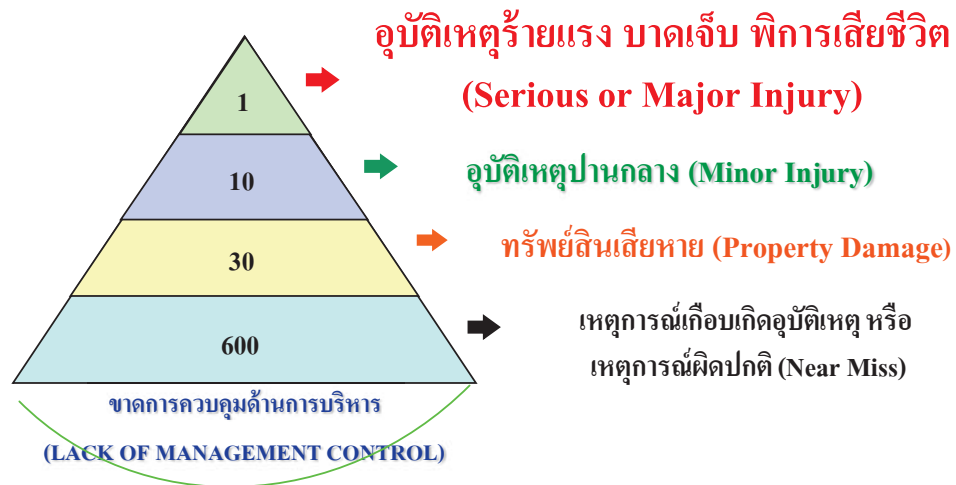 อุบัติเหตุร้ายแรง บาดเจ็บ พิการเสียชีวิต
(Serious or Major Injury)
1
อุบัติเหตุปานกลาง (Minor Injury)
10
ทรัพย์สินเสียหาย (Property Damage)
30
เหตุการณ์เกือบเกิดอุบัติเหตุ หรือ
เหตุการณ์ผิดปกติ (Near Miss)
600
ขาดการควบคุมด้านการบริหาร
(LACK OF MANAGEMENT CONTROL)